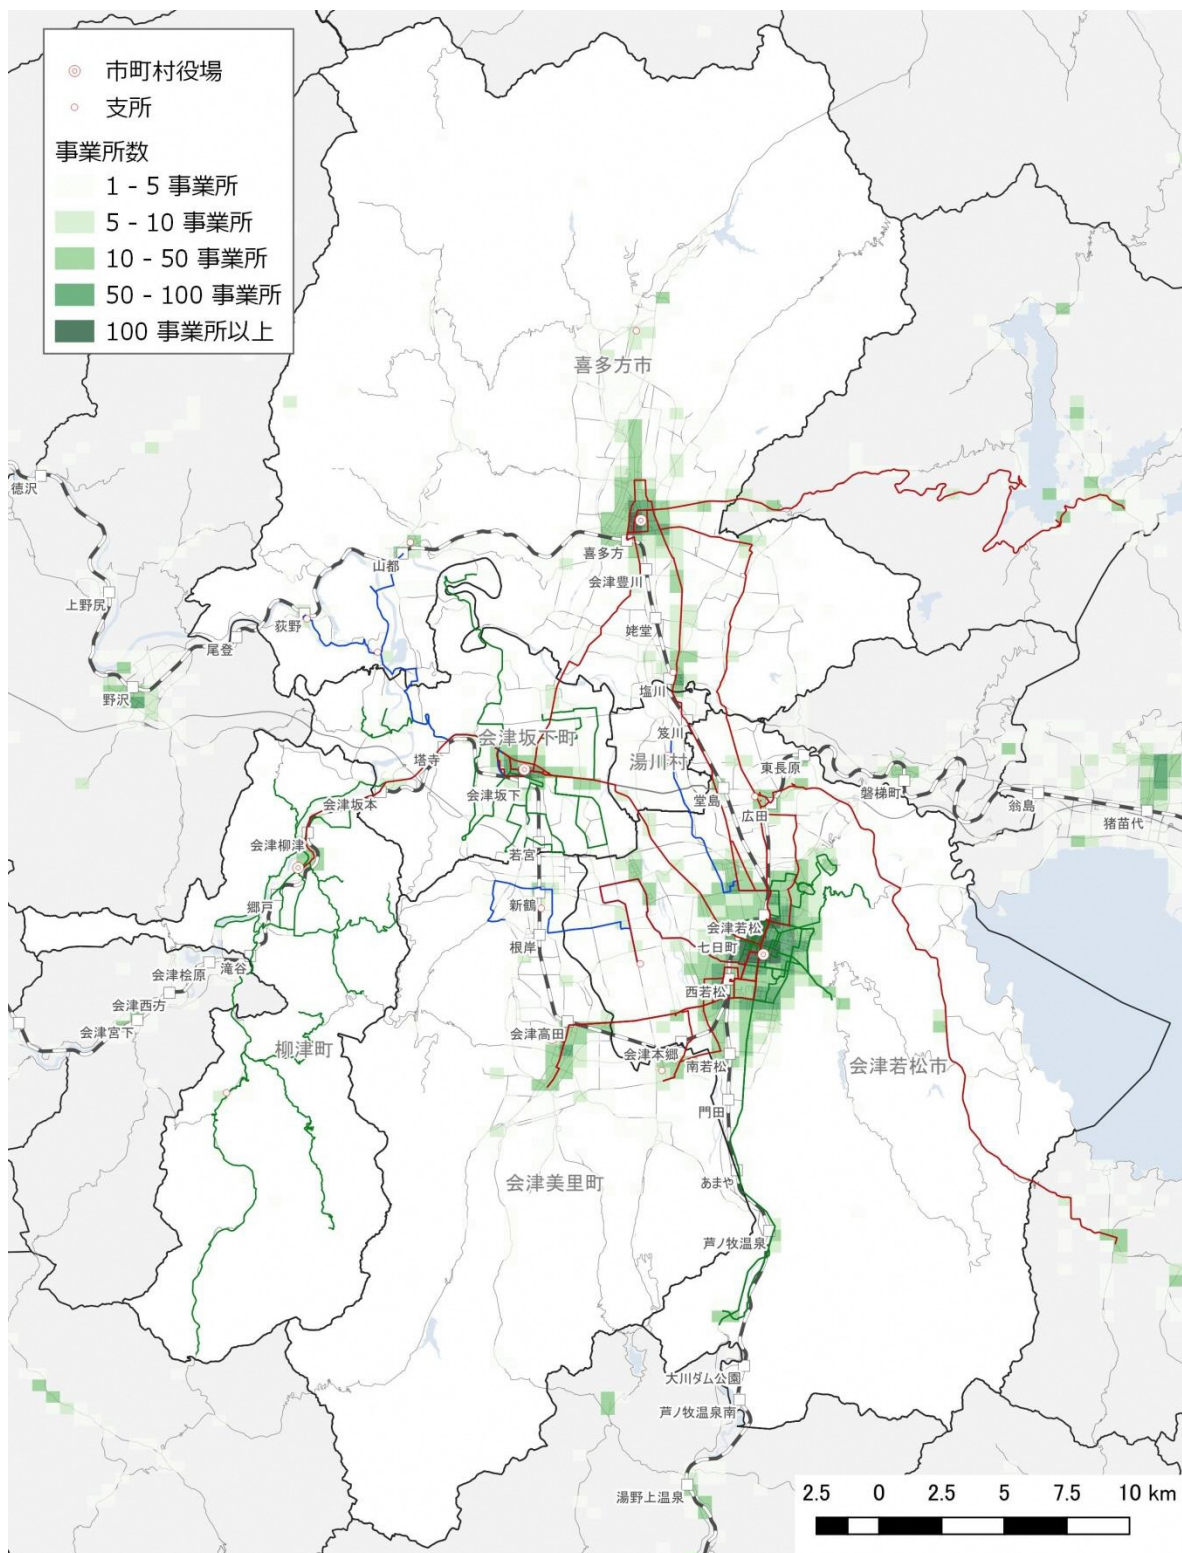 市町村役場
支所
事業所数
1 - 5 事業所
5 - 10 事業所
10 - 50 事業所
50 - 100 事業所
100 事業所以上
喜多方市
徳沢
喜多方
山都
会津豊川
上野尻
荻野
姥堂
尾登
野沢
塩川
笈川
会津坂下町
湯川村
塔寺
東長原
会津坂下
会津坂本
堂島
広田
磐梯町
翁島
猪苗代
会津柳津
若宮
郷戸
新鶴
会津若松
根岸
七日町
滝谷
会津桧原
西若松
会津西方
会津宮下
会津高田
柳津町
会津本郷
南若松
会津若松市
門田
会津美里町
あまや
芦ノ牧温泉
大川ダム公園
芦ノ牧温泉南
湯野上温泉
2.5 0 2.5 5 7.5 10 km